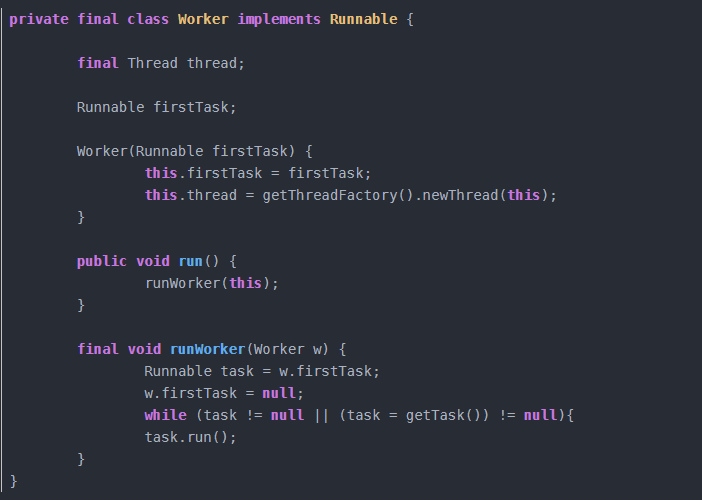 private final class Worker implements Runnable {
final Thread thread;
Runnable firstTask;
Worker(Runnable firstTask) {
this.firstTask = firstTask;
this.thread = getThreadFactory().newThread(this);
}
public void run() {
runWorker(this);
}
final void runWorker(Worker w) {
Runnable task = w.firstTask;
w.firstTask = null;
while (task != null || (task = getTask()) != null){
task.run();
}
}